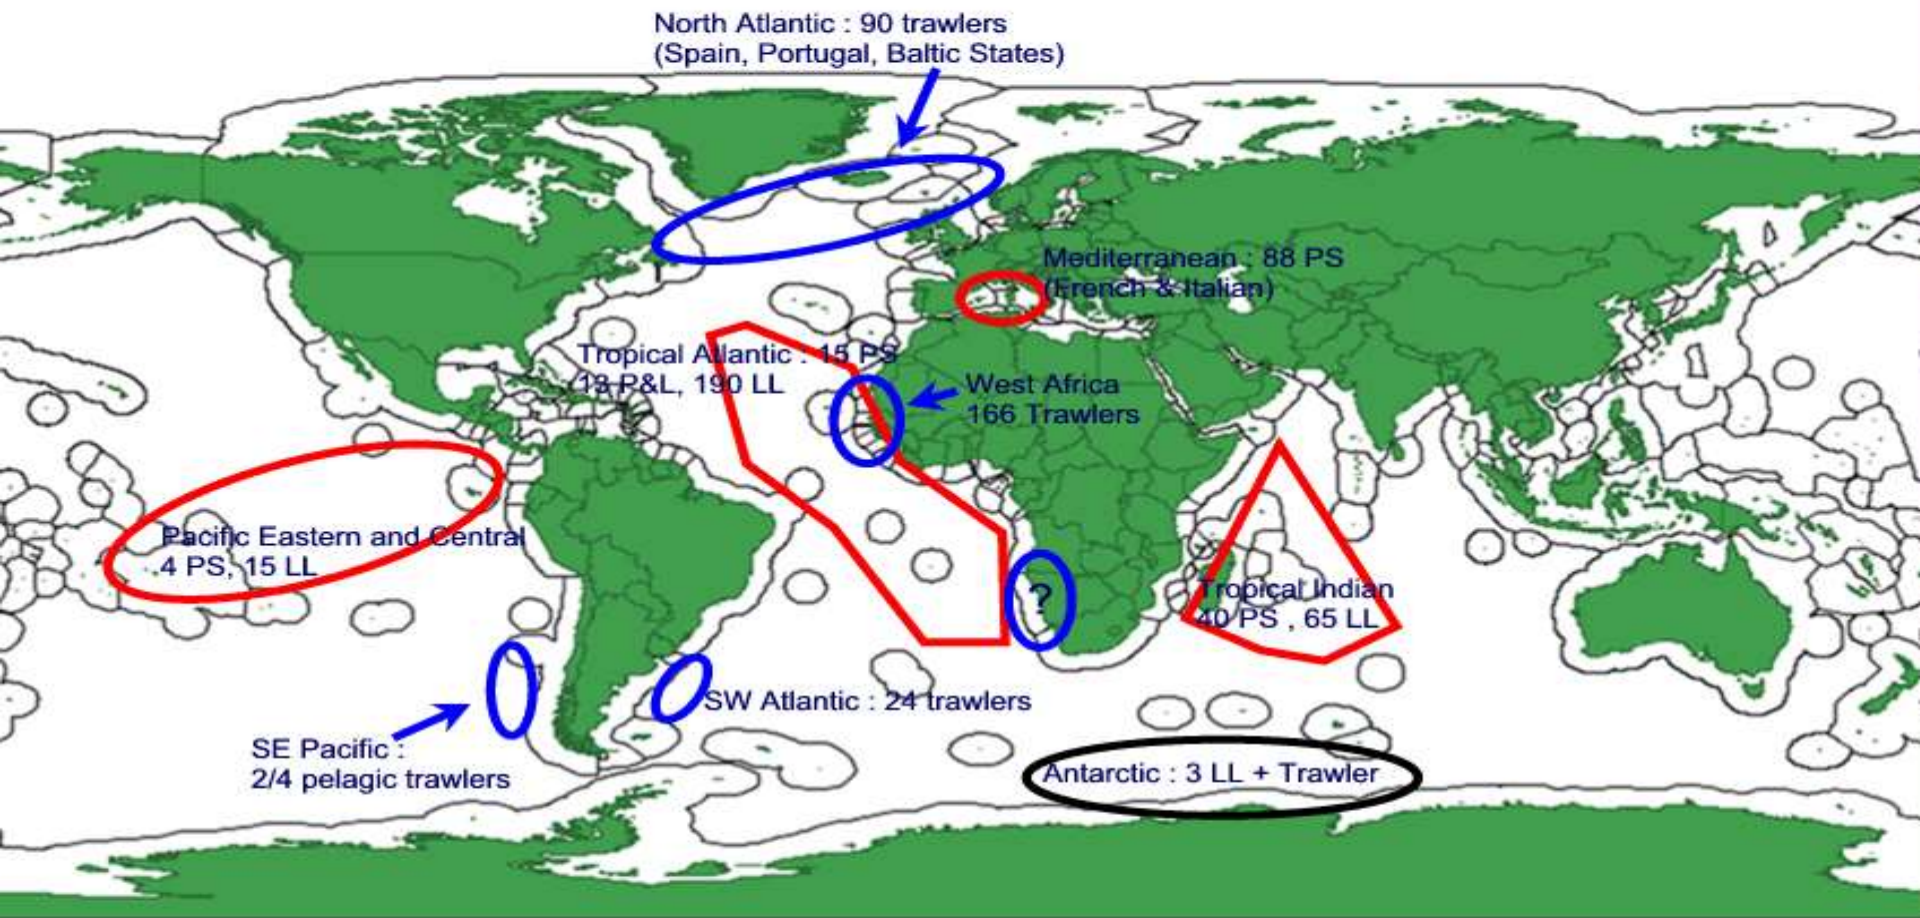 North Atlantic : 90 trawlers
(Spain, Portugal, Baltic States)
Mediterranean : 88 PS
(French & Italian)
Tropical Atlantic : 15 PS
13 P&L, 190 LL
West Africa
166 Trawlers
Pacific Eastern and Central
4 PS, 15 LL
?
Tropical Indian
40 PS , 65 LL
SW Atlantic : 24 trawlers
SE Pacific :
2/4 pelagic trawlers
Antarctic : 3 LL + Trawler